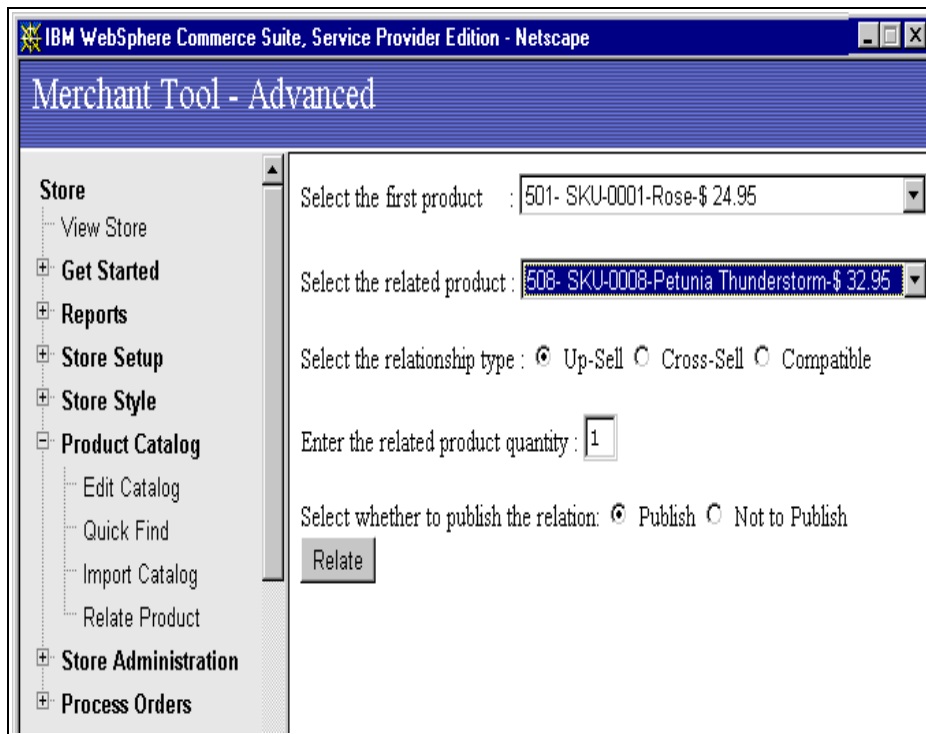 IBM WebSphere Commerce Suite, Service Provider Edition - Netscape
Merchant Tool - Advanced
Store
View Store
Get Started
Reports
Store Setup
Store Style
Product Catalog
Edit Catalog
Quick Find
Import Catalog
Relate Product
Store Administration
Process Orders
Select the first product : 501- SKU-0001-Rose-$ 24.95
Select the related product : 508- SKU-0008-Petunia Thunderstorm-$ 32.95
Select the relationship type : Up-Sell Cross-Sell Compatible
Enter the related product quantity : 1
Select whether to publish the relation: Publish Not to Publish
Relate